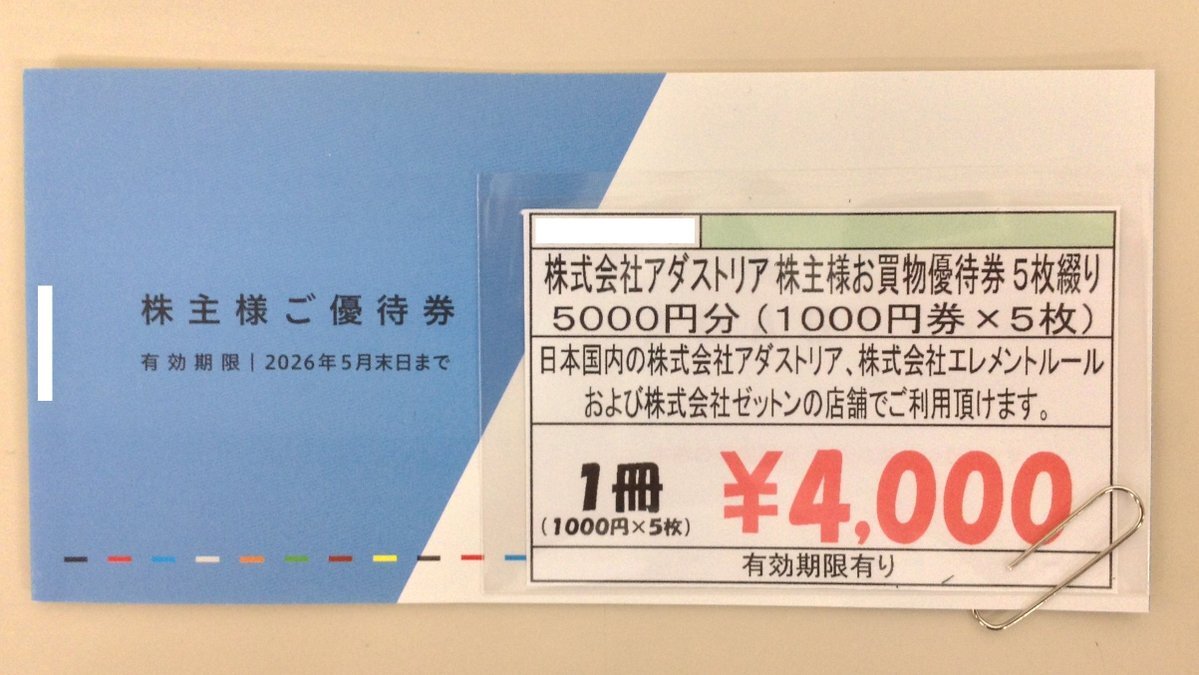 株主様ご優待券
有効期限|2026年5月末日まで
株式会社アダストリア 株主様お買物優待券 5枚綴り
5000円分(1000円券×5枚)
日本国内の株式会社アダストリア、株式会社エレメントルール
および株式会社ゼットンの店舗でご利用頂けます。
1冊
(1000円×5枚)
¥4,000
有効期限有り